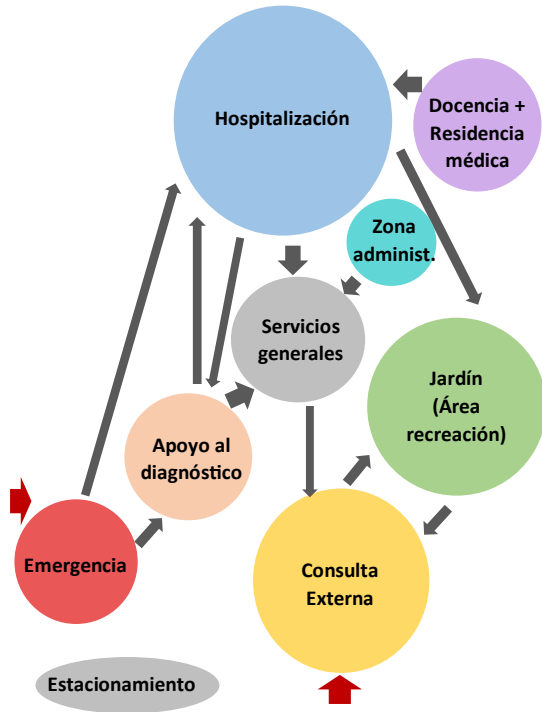 Hospitalización
Docencia +
Residencia
médica
Zona
administ.
Servicios
generales
Jardín
(Área
recreación)
Apoyo al
diagnóstico
Emergencia
Consulta
Externa
Estacionamiento